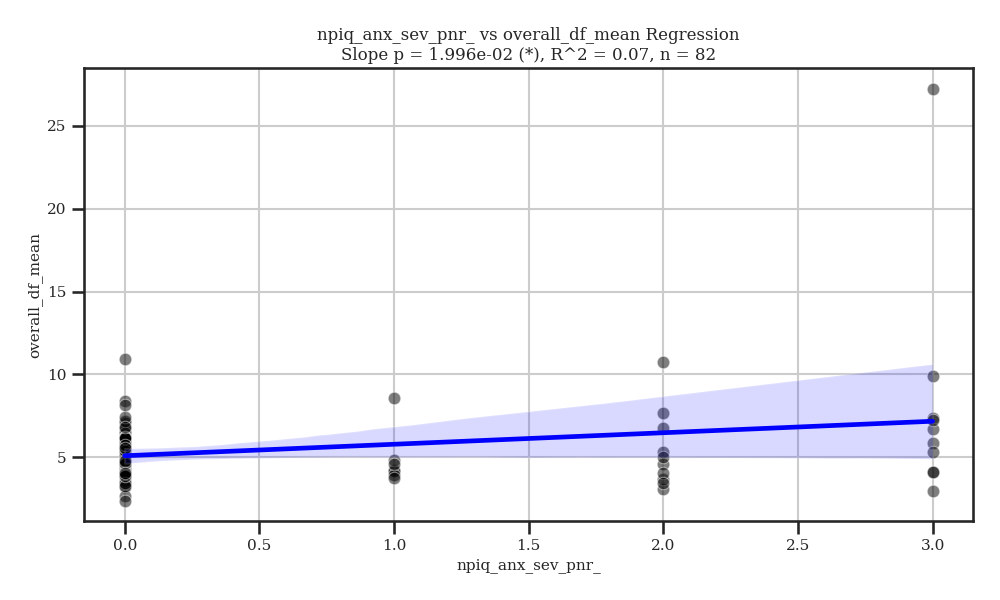 npiq_anx_sev_pnr_ vs overall_df_mean Regression
Slope p = 1.996e-02 (*), R^2 = 0.07, n = 82
overall_df_mean
25
20
15
10
5
0.0 0.5 1.0 1.5 2.0 2.5 3.0
npiq_anx_sev_pnr_